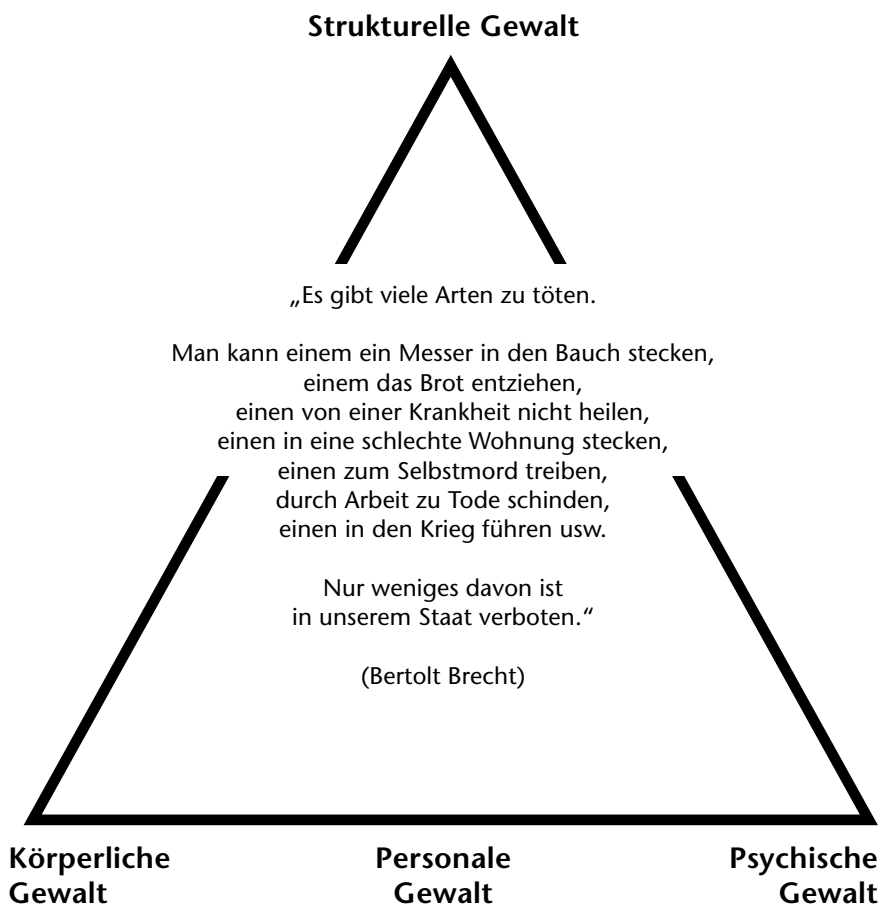 Strukturelle Gewalt
„Es gibt viele Arten zu töten.
Man kann einem ein Messer in den Bauch stecken,
einem das Brot entziehen,
einen von einer Krankheit nicht heilen,
einen in eine schlechte Wohnung stecken,
einen zum Selbstmord treiben,
durch Arbeit zu Tode schinden,
einen in den Krieg führen usw.
Nur weniges davon ist
in unserem Staat verboten.“
(Bertolt Brecht)
Körperliche
Gewalt
Personale
Gewalt
Psychische
Gewalt